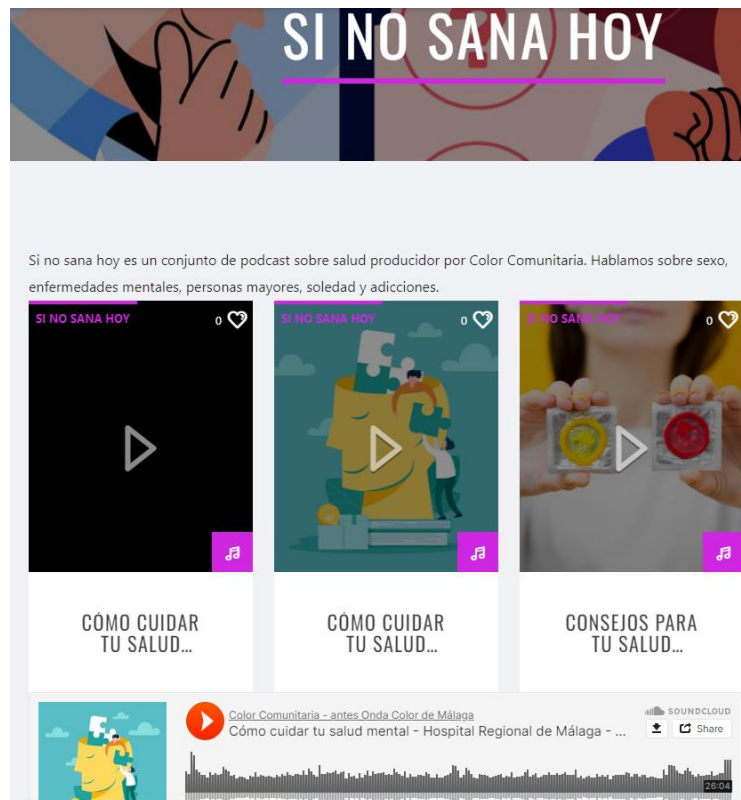 SI NO SANA HOY
Si no sana hoy es un conjunto de podcast sobre salud producidor por Color Comunitaria. Hablamos sobre sexo,
enfermedades mentales, personas mayores, soledad y adicciones.
SI NO SANA HOY
0
SI NO SANA HOY
0
SI NO SANA HOY
0
CÓMO CUIDAR
TU SALUD...
CÓMO CUIDAR
TU SALUD...
CONSEJOS PARA
TU SALUD...
Color Comunitaria - antes Onda Color de Málaga
Cómo cuidar tu salud mental - Hospital Regional de Málaga - ...
SOUNDCLOUD
Share
26:04